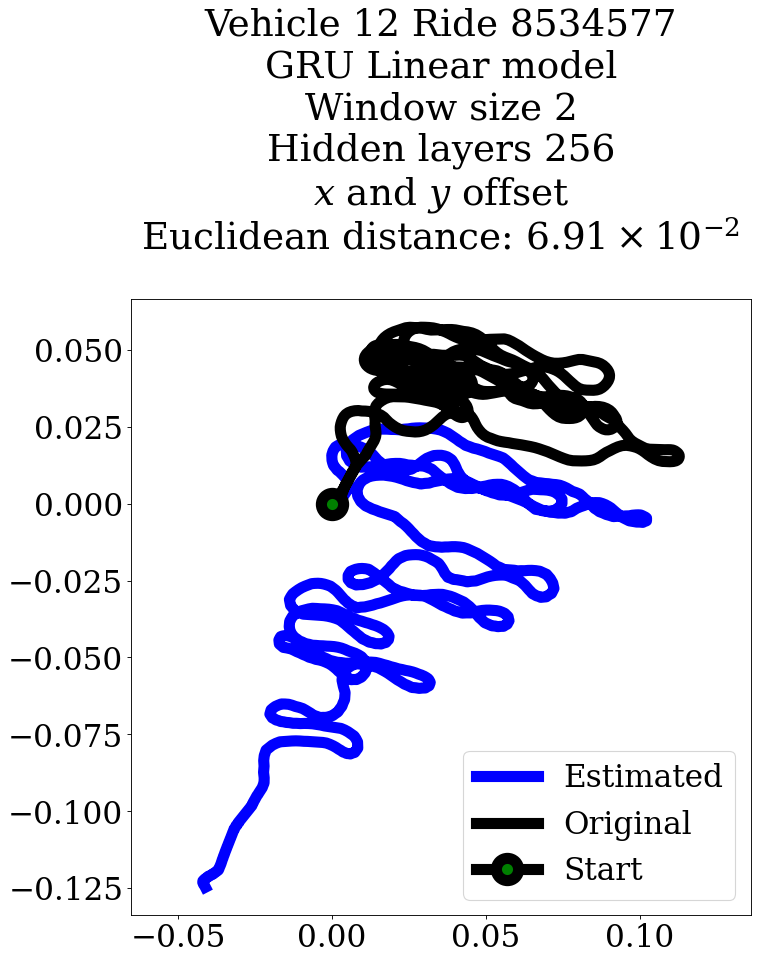 Vehicle 12 Ride 8534577
GRU Linear model
Window size 2
Hidden layers 256
x and y offset
Euclidean distance: 6.91 × 10⁻²
0.050
0.025
0.000
−0.025
−0.050
−0.075
−0.100
−0.125
Estimated
Original
Start
−0.05 0.00 0.05 0.10